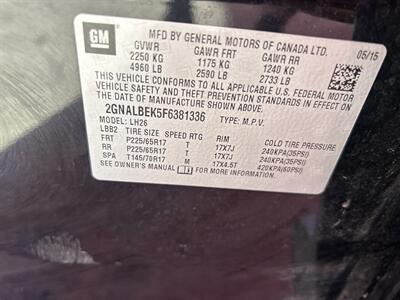 GM
MFD BY GENERAL MOTORS OF CANADA LTD. 05/15
GVWR GAWR FRT GAWR RR
2250 KG 1175 KG 1240 KG
4960 LB 2590 LB 2733 LB
THIS VEHICLE CONFORMS TO ALL APPLICABLE U.S. FEDERAL MOTOR
VEHICLE SAFETY AND THEFT PREVENTION STANDARDS IN EFFECT ON THE
DATE OF MANUFACTURE SHOWN ABOVE.
2GNALBEK5F6381336
MODEL: LH26 TYPE: M.P.V.
LBB2 TIRE SIZE SPEED RTG RIM COLD TIRE PRESSURE
FRT P225/65R17 T 17X7J 240KPA(35PSI)
RR P225/65R17 T 17X7J 240KPA(35PSI)
SPA T145/70R17 M 17X4.5T 420KPA(60PSI)
SEE OWNER'S MANUAL FOR MORE INFORMATION.